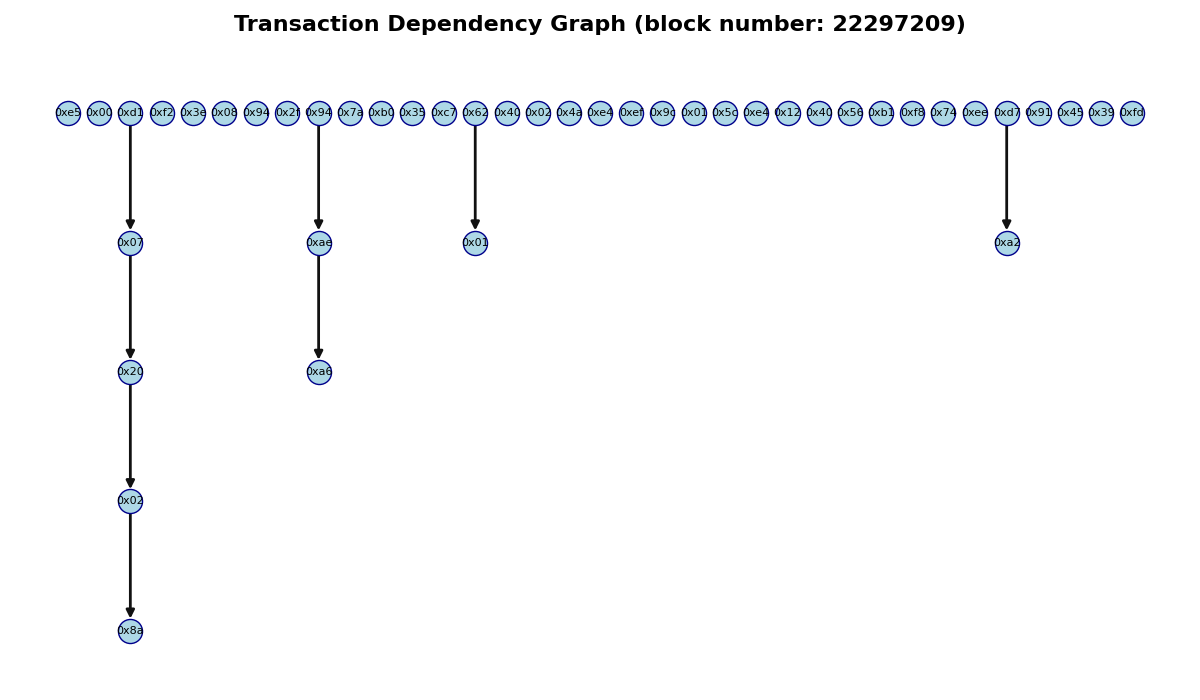 Transaction Dependency Graph (block number: 22297209)
0xe5 0x00 0xd1 0xf2 0x3e 0x08 0x94 0x2f 0x94 0x7a 0xb0 0x35 0xc7 0x62 0x40 0x02 0x4a 0xe4 0xef 0x9c 0x01 0x5c 0xe4 0x12 0x40 0x56 0xb1 0xf8 0x74 0xee 0xd7 0x91 0x45 0x39 0xfd
0x07 0xae 0x01 0xa2
0x20 0xa6
0x02
0x8a